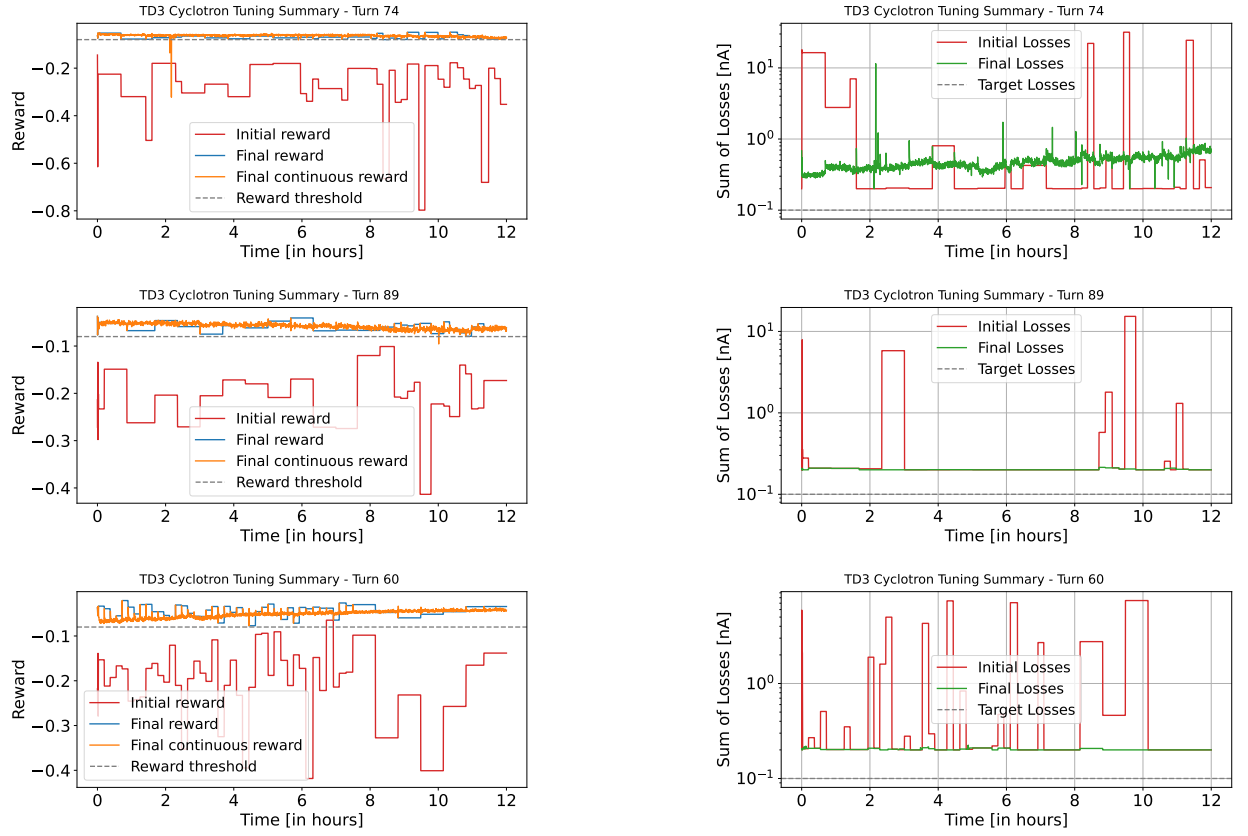 TD3 Cyclotron Tuning Summary - Turn 74
Reward
−0.2
−0.4
−0.6
−0.8
Initial reward
Final reward
Final continuous reward
Reward threshold
0 2 4 6 8 10 12
Time [in hours]
TD3 Cyclotron Tuning Summary - Turn 74
Sum of Losses [nA]
10¹
10⁰
10⁻¹
Initial Losses
Final Losses
Target Losses
0 2 4 6 8 10 12
Time [in hours]
TD3 Cyclotron Tuning Summary - Turn 89
Reward
−0.1
−0.2
−0.3
−0.4
Initial reward
Final reward
Final continuous reward
Reward threshold
0 2 4 6 8 10 12
Time [in hours]
TD3 Cyclotron Tuning Summary - Turn 89
Sum of Losses [nA]
10¹
10⁰
10⁻¹
Initial Losses
Final Losses
Target Losses
0 2 4 6 8 10 12
Time [in hours]
TD3 Cyclotron Tuning Summary - Turn 60
Reward
−0.1
−0.2
−0.3
−0.4
Initial reward
Final reward
Final continuous reward
Reward threshold
0 2 4 6 8 10 12
Time [in hours]
TD3 Cyclotron Tuning Summary - Turn 60
Sum of Losses [nA]
10⁰
10⁻¹
Initial Losses
Final Losses
Target Losses
0 2 4 6 8 10 12
Time [in hours]